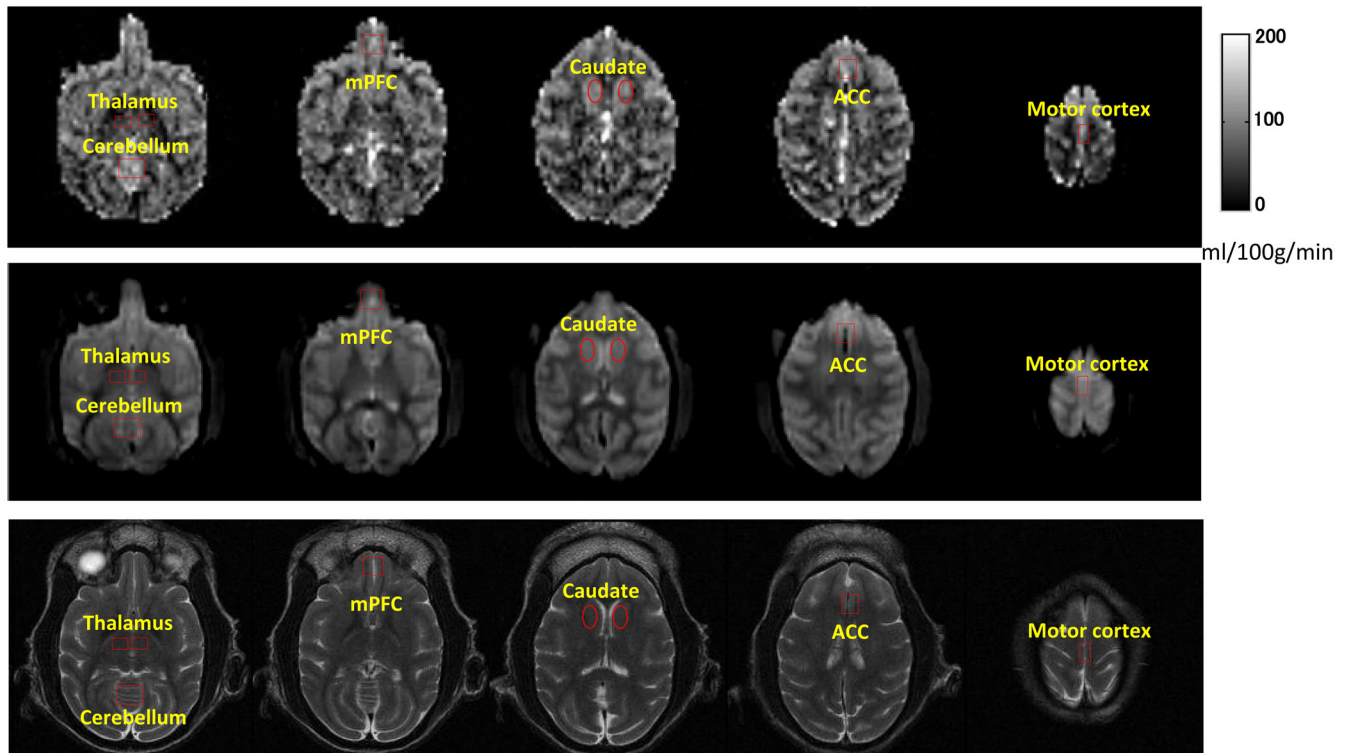 Thalamus
Cerebellum
mPFC
Caudate
ACC
Motor cortex
200
100
0
ml/100g/min
Thalamus
Cerebellum
mPFC
Caudate
ACC
Motor cortex
Thalamus
Cerebellum
mPFC
Caudate
ACC
Motor cortex